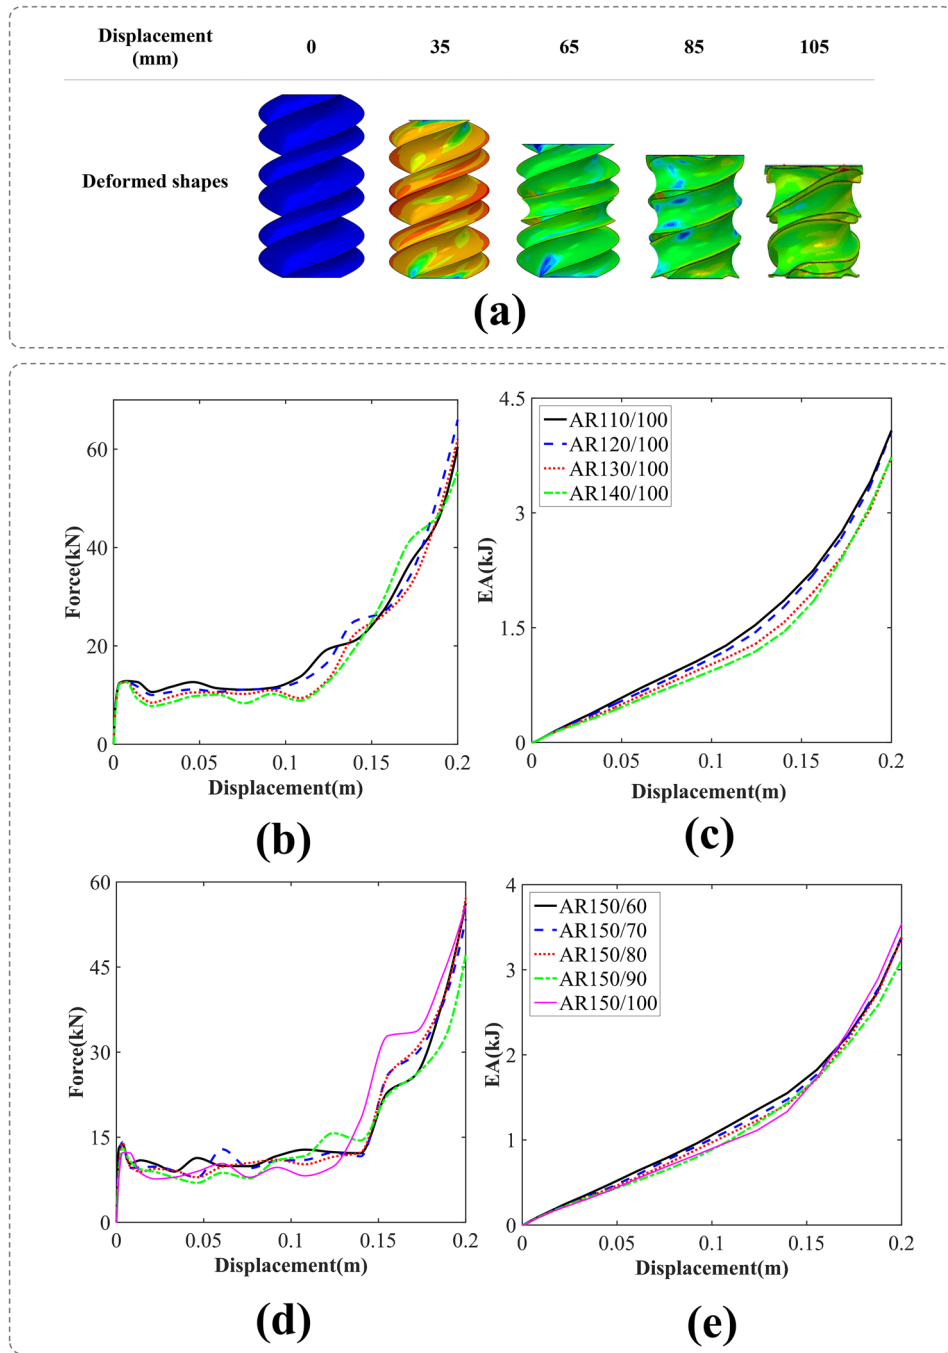 Displacement
(mm)
0
35
65
85
105
Deformed shapes
(a)
Force(kN)
60
40
20
0
0
0.05
0.1
0.15
0.2
Displacement(m)
(b)
EA(kJ)
4.5
3
1.5
0
AR110/100
AR120/100
AR130/100
AR140/100
0
0.05
0.1
0.15
0.2
Displacement(m)
(c)
Force(kN)
60
45
30
15
0
0
0.05
0.1
0.15
0.2
Displacement(m)
(d)
EA(kJ)
4
3
2
1
0
AR150/60
AR150/70
AR150/80
AR150/90
AR150/100
0
0.05
0.1
0.15
0.2
Displacement(m)
(e)